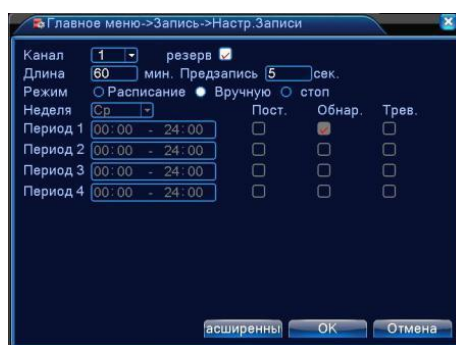 Главное меню->Запись->Настр.Записи
Канал 1 резерв
Длина 60 мин. Предзапись 5 сек.
Режим Расписание Вручную стоп
Неделя Ср Пост. Обнар. Трев.
Период 1 00:00 - 24:00
Период 2 00:00 - 24:00
Период 3 00:00 - 24:00
Период 4 00:00 - 24:00
асширенны OK Отмена